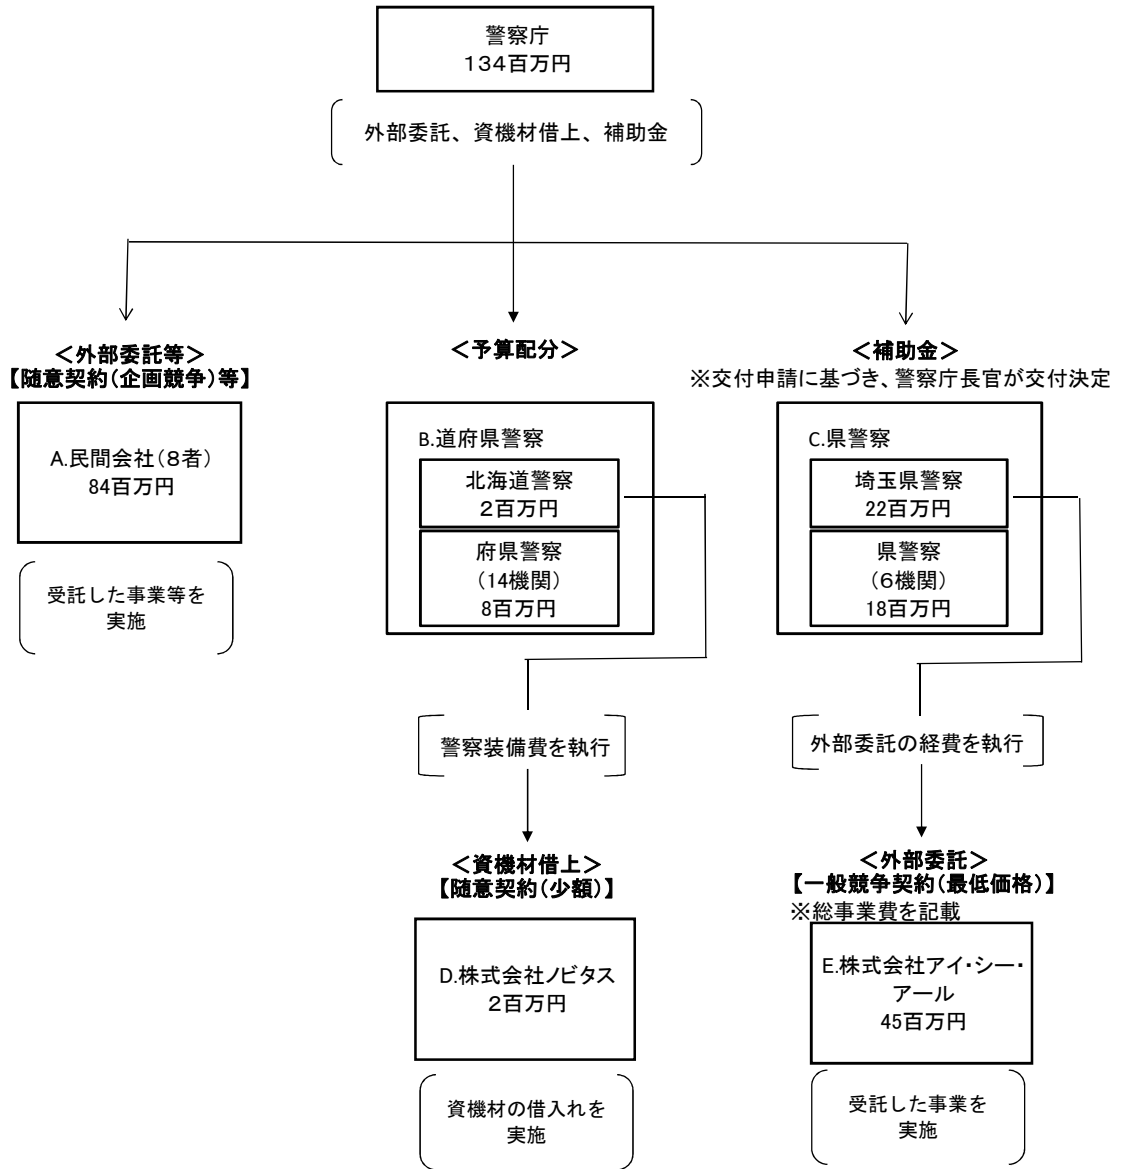 警察庁
134百万円
外部委託、資機材借上、補助金
＜外部委託等＞
【随意契約（企画競争）等】
A.民間会社（８者）
84百万円
受託した事業等を
実施
＜予算配分＞
B.道府県警察
北海道警察
２百万円
府県警察
（14機関）
8百万円
警察装備費を執行
＜資機材借上＞
【随意契約（少額）】
D.株式会社ノビタス
２百万円
資機材の借入れを
実施
＜補助金＞
※交付申請に基づき、警察庁長官が交付決定
C.県警察
埼玉県警察
22百万円
県警察
（６機関）
18百万円
外部委託の経費を執行
＜外部委託＞
【一般競争契約（最低価格）】
※総事業費を記載
E.株式会社アイ・シー・
アール
45百万円
受託した事業を
実施